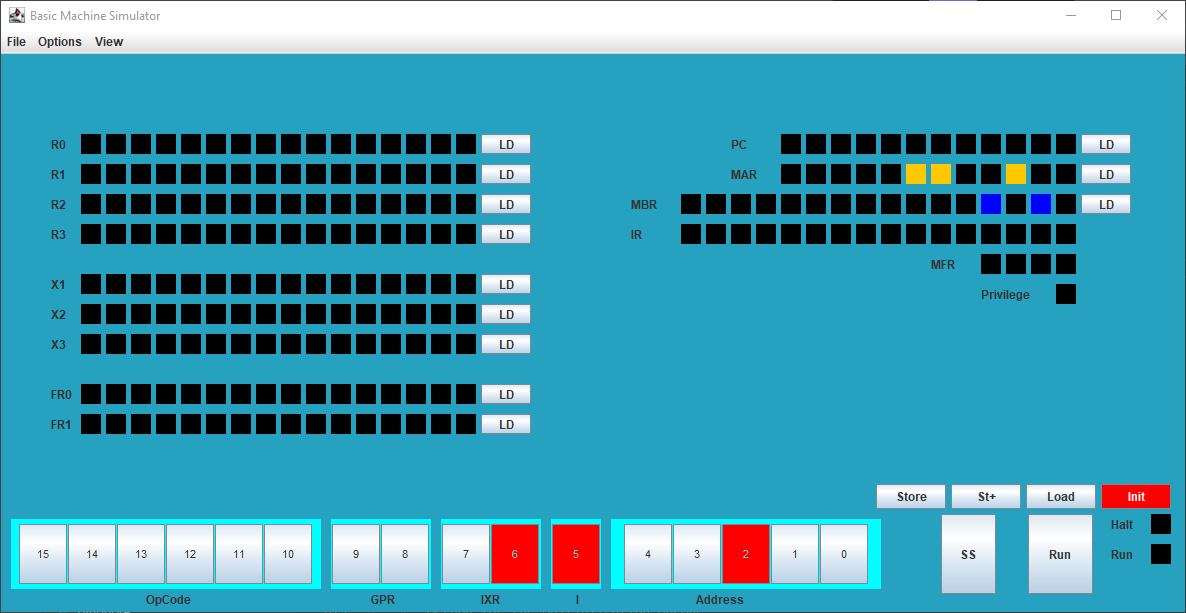 Basic Machine Simulator
File Options View
R0 LD PC LD
R1 LD MAR LD
R2 LD MBR LD
R3 LD IR
MFR
X1 LD Privilege
X2 LD
X3 LD
FR0 LD
FR1 LD
Store St+ Load Init
15 14 13 12 11 10 9 8 7 6 5 4 3 2 1 0 SS Run Halt
Run
OpCode GPR IXR I Address